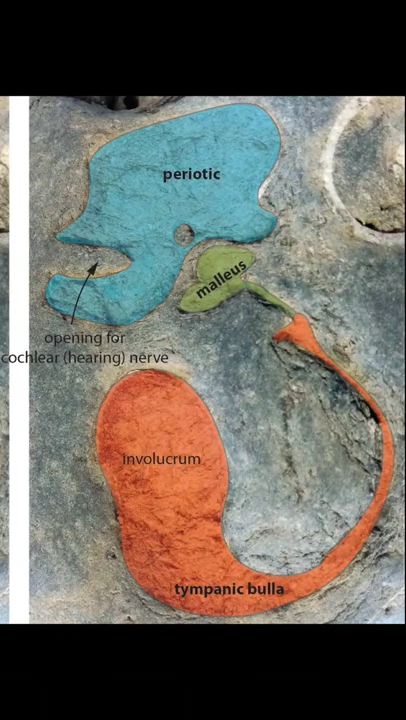 periotic
malleus
opening for
cochlear (hearing) nerve
involucrum
tympanic bulla